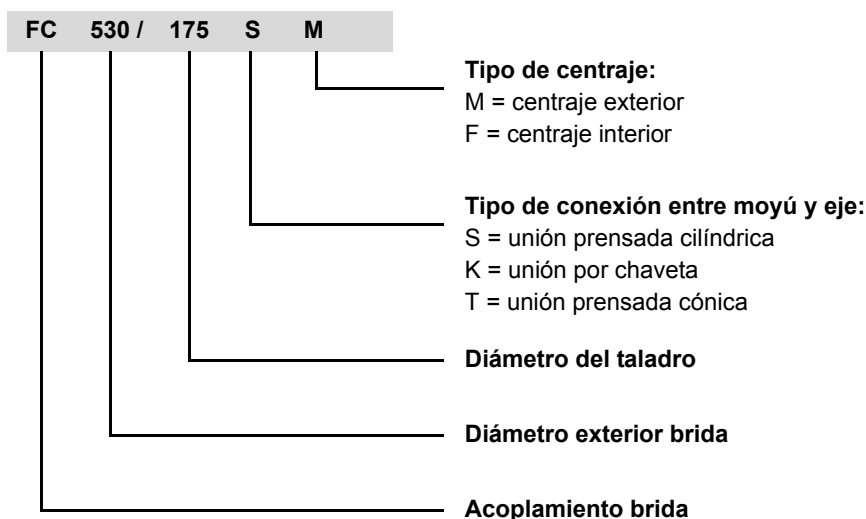 FC 530 / 175 S M
Tipo de centraje:
M = centraje exterior
F = centraje interior
Tipo de conexión entre moyú y eje:
S = unión prensada cilíndrica
K = unión por chaveta
T = unión prensada cónica
Diámetro del taladro
Diámetro exterior brida
Acoplamiento brida